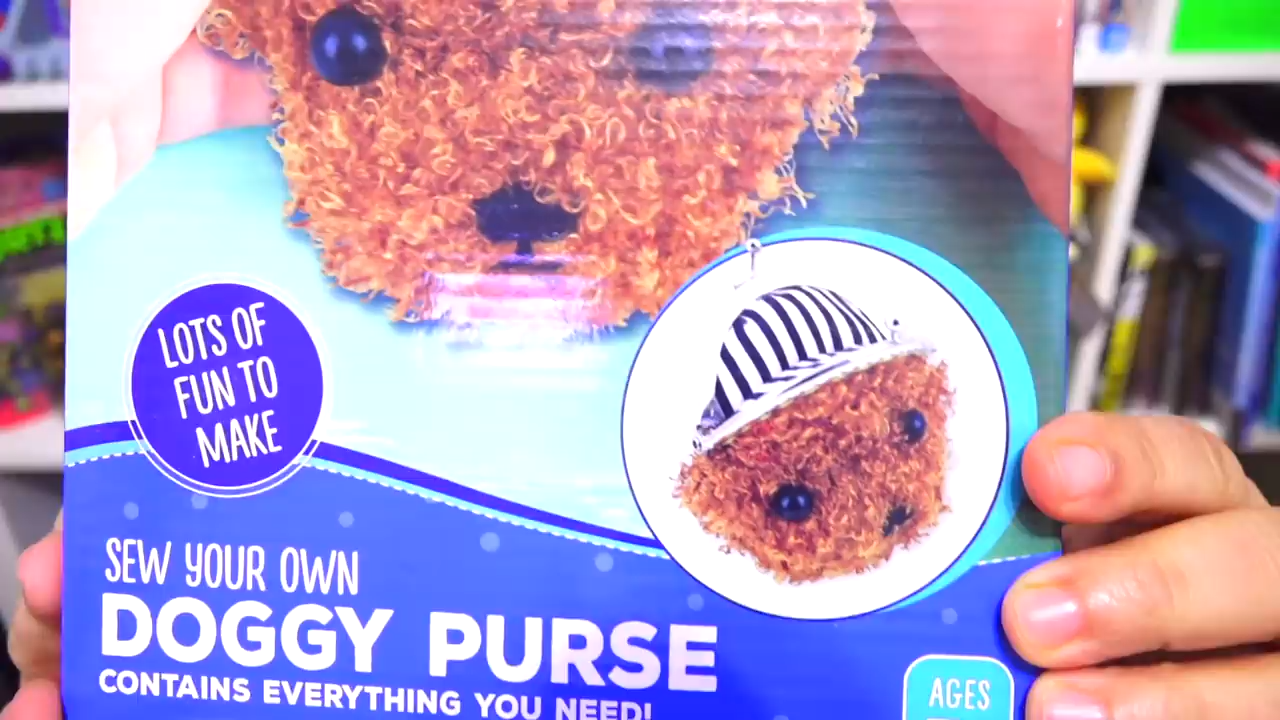 LOTS OF
FUN TO
MAKE
SEW YOUR OWN
DOGGY PURSE
CONTAINS EVERYTHING YOU NEED!
AGES